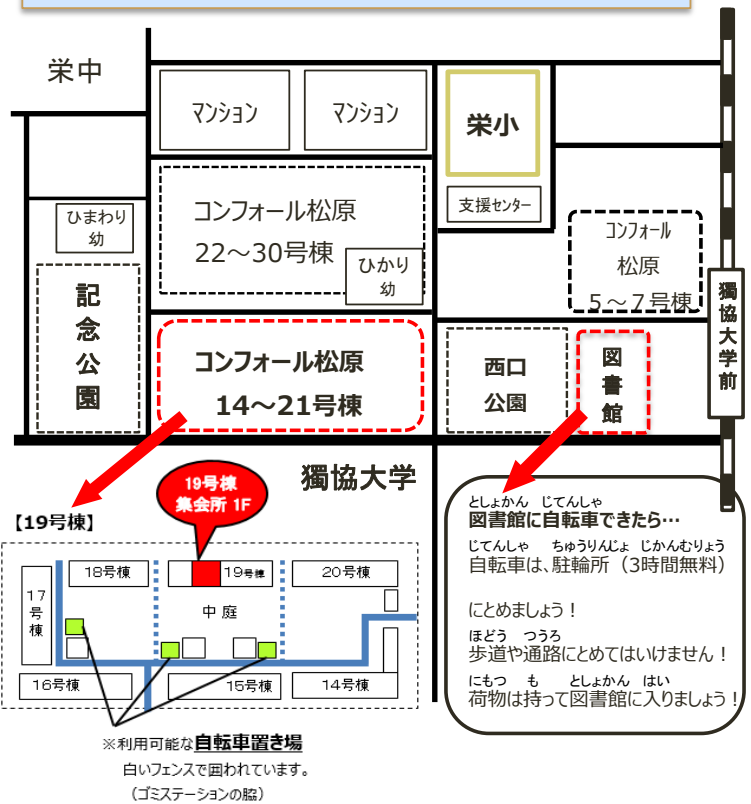 栄中
マンション
マンション
栄小
支援センター
ひまわり
幼
コンフォール松原
22～30号棟
ひかり
幼
コンフォール
松原
５～７号棟
獨協大学前
記念公園
コンフォール松原
14～21号棟
西口
公園
図書館
獨協大学
19号棟
集会所 1F
【19号棟】
18号棟
19号棟
20号棟
17号棟
中庭
16号棟
15号棟
14号棟
※利用可能な自転車置き場
白いフェンスで囲われています。
（ゴミステーションの脇）
としょかん じてんしゃ
図書館に自転車できたら…
じてんしゃ ちゅうりんじょ じかんむりょう
自転車は、駐輪所（3時間無料）
にとめましょう！
ほどう つうろ
歩道や通路にとめてはいけません！
にもつ も としょかん はい
荷物は持って図書館に入りましょう！